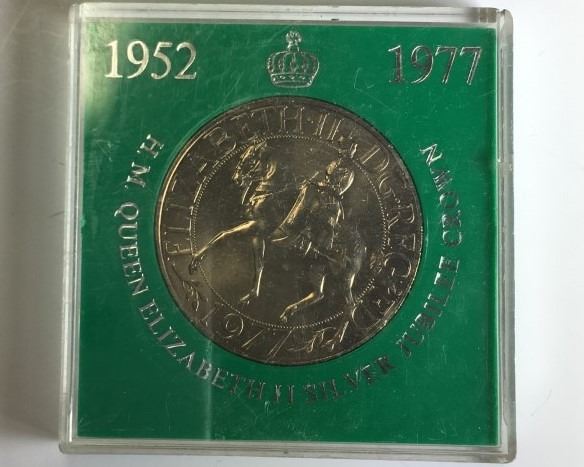 1952 1977
H.M. QUEEN ELIZABETH II SILVER JUBILEE CROWN
ELIZABETH·II D·G·REG F·D
1977